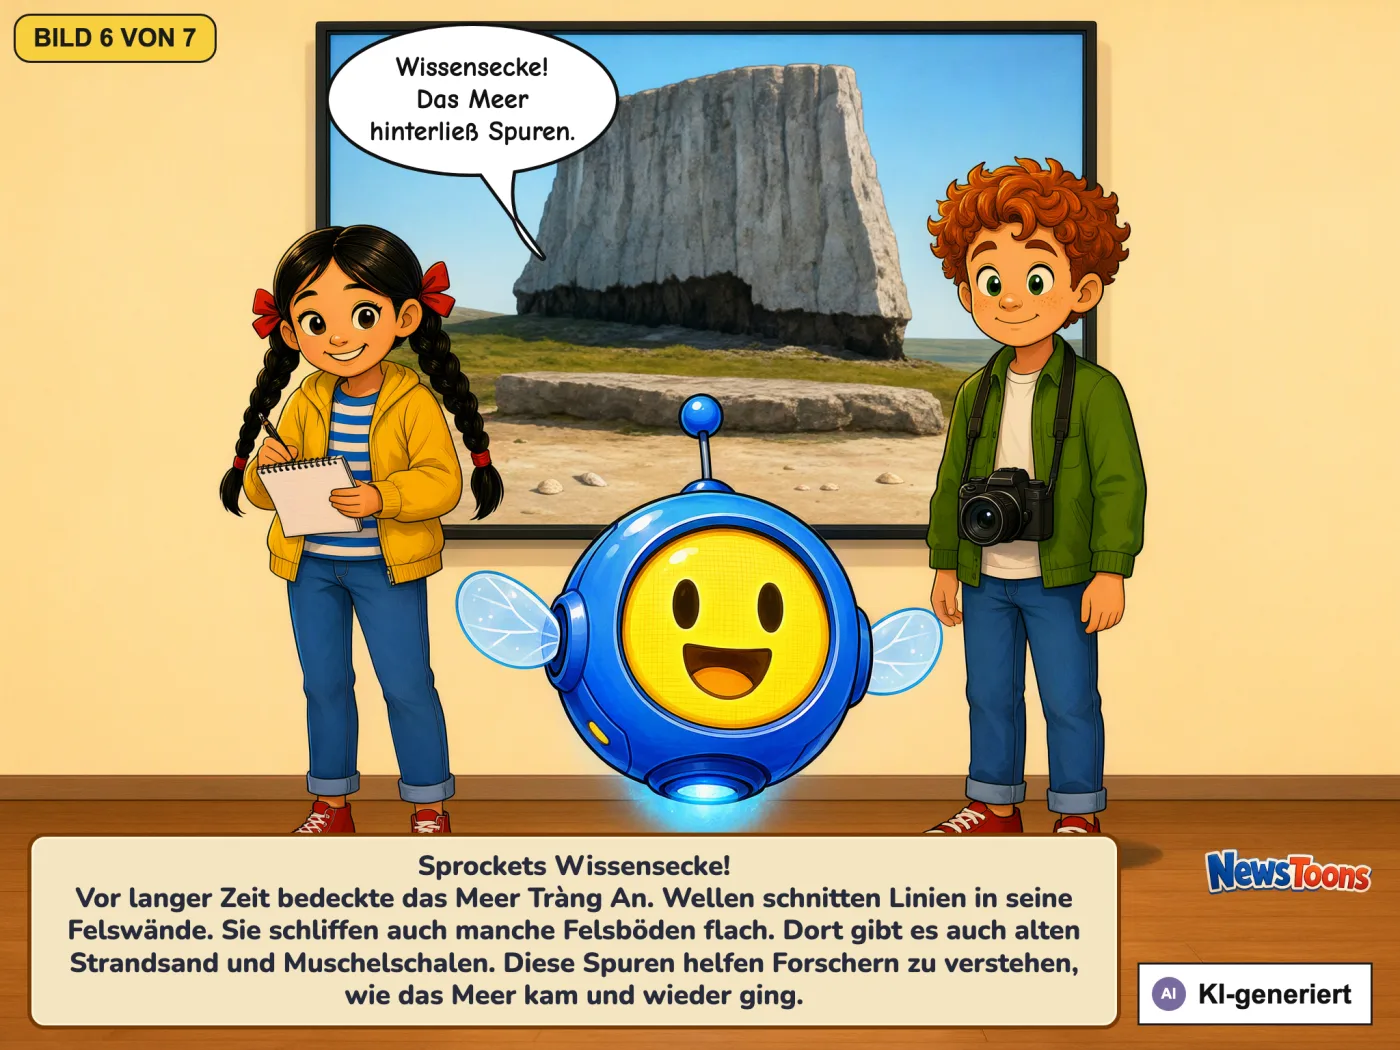 BILD 6 VON 7
Wissensecke!
Das Meer
hinterließ Spuren.
Sprockets Wissensecke!
Vor langer Zeit bedeckte das Meer Tràng An. Wellen schnitten Linien in seine
Felswände. Sie schliffen auch manche Felsböden flach. Dort gibt es auch alten
Strandsand und Muschelschalen. Diese Spuren helfen Forschern zu verstehen,
wie das Meer kam und wieder ging.
NewsToons
AI KI-generiert